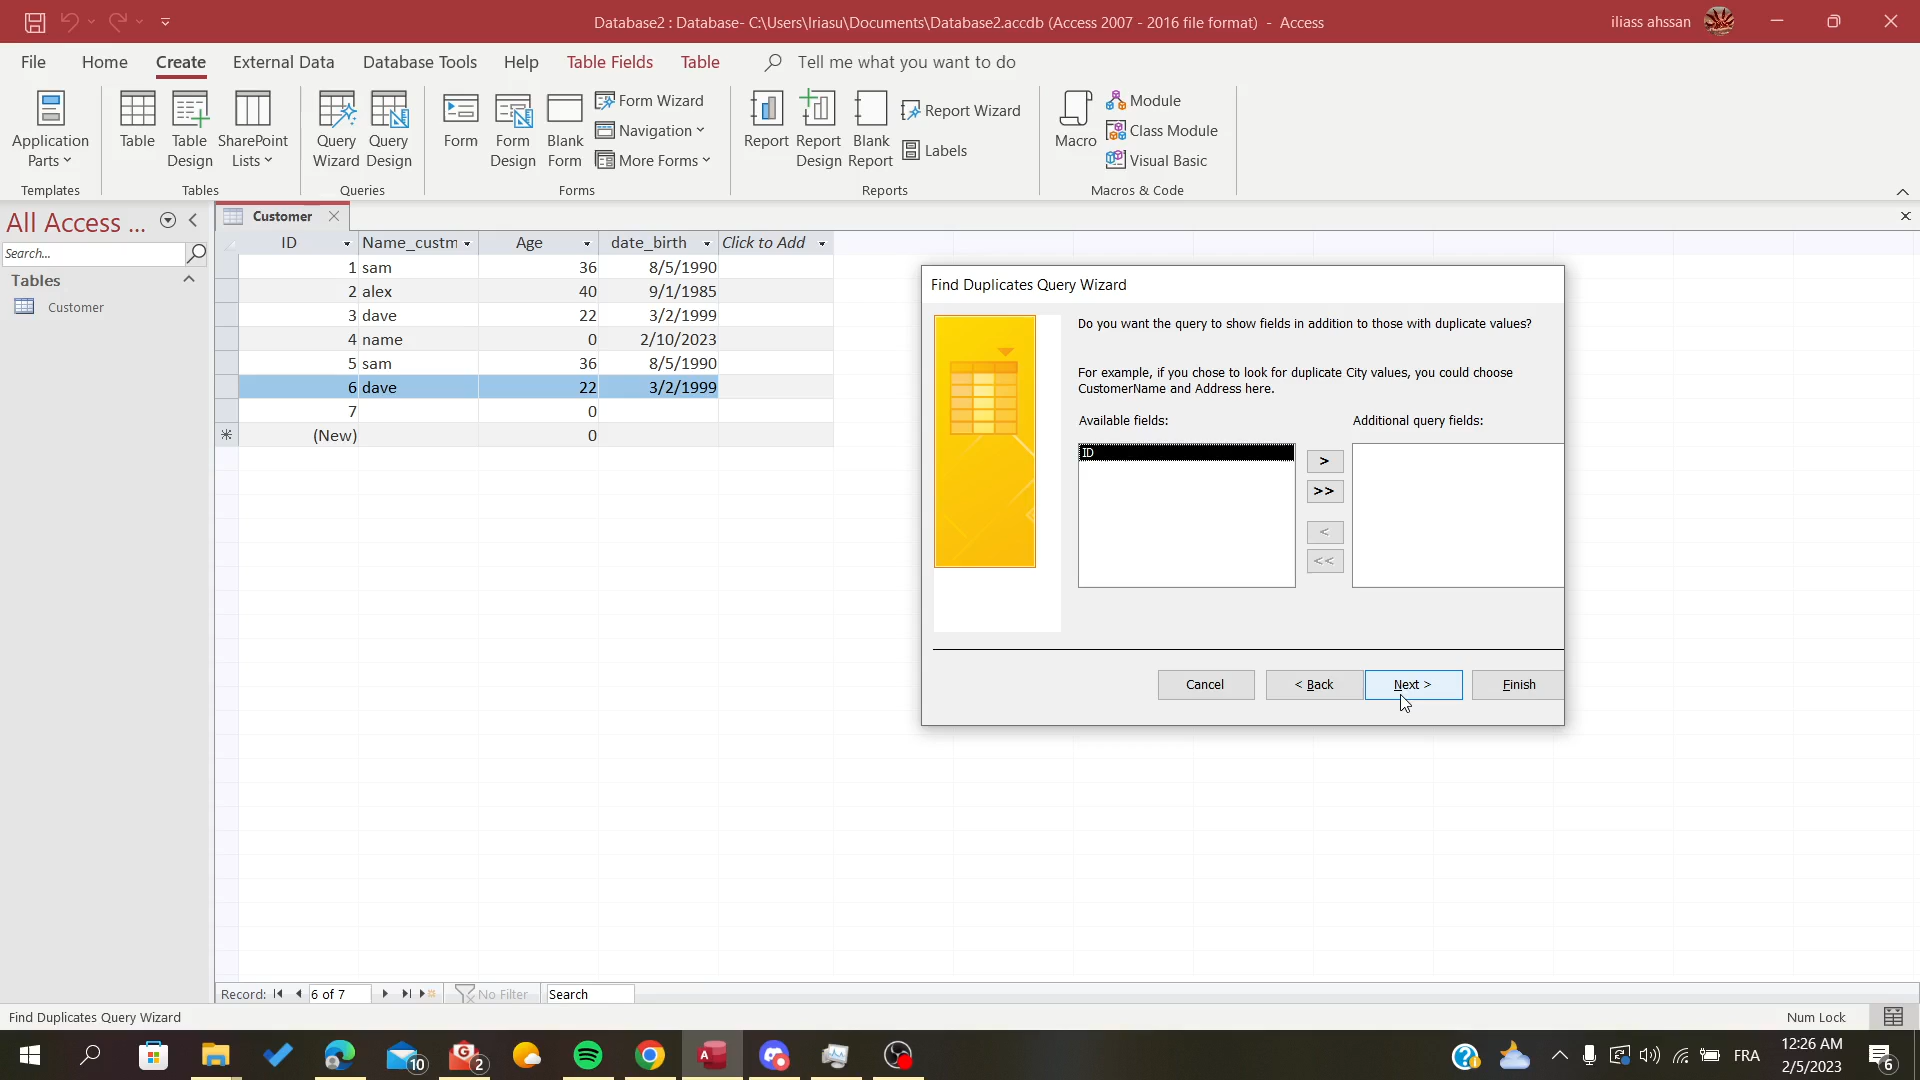 Database2 : Database- C:\Users\Iriasu\Documents\Database2.accdb (Access 2007 - 2016 file format) - Access
iliass ahssan
File Home Create External Data Database Tools Help Table Fields Table Tell me what you want to do
Application Parts
Templates
Table
Table Design
SharePoint Lists
Tables
Query Wizard
Query Design
Queries
Form
Form Design
Blank Form
Form Wizard
Navigation
More Forms
Forms
Report
Report Design
Blank Report
Report Wizard
Labels
Reports
Macro
Module
Class Module
Visual Basic
Macros & Code
All Access ...
Search...
Tables
Customer
Customer
ID Name_custm Age date_birth Click to Add
1 sam 36 8/5/1990
2 alex 40 9/1/1985
3 dave 22 3/2/1999
4 name 0 2/10/2023
5 sam 36 8/5/1990
6 dave 22 3/2/1999
7 0
(New) 0
Find Duplicates Query Wizard
Do you want the query to show fields in addition to those with duplicate values?
For example, if you chose to look for duplicate City values, you could choose
CustomerName and Address here.
Available fields:
Additional query fields:
ID
>
>>
<
<<
Cancel < Back Next > Finish
Record: 6 of 7 No Filter Search
Find Duplicates Query Wizard
Num Lock
10
2
FRA
12:26 AM
2/5/2023
6